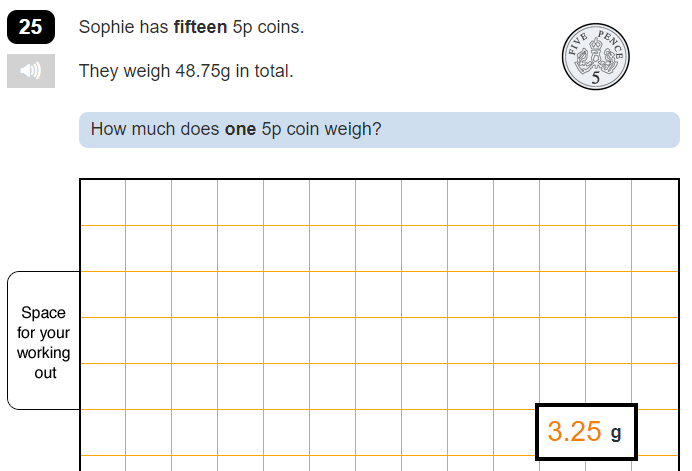 25
Sophie has fifteen 5p coins.
They weigh 48.75g in total.
FIVE PENCE
5
How much does one 5p coin weigh?
Space
for your
working
out
3.25 g